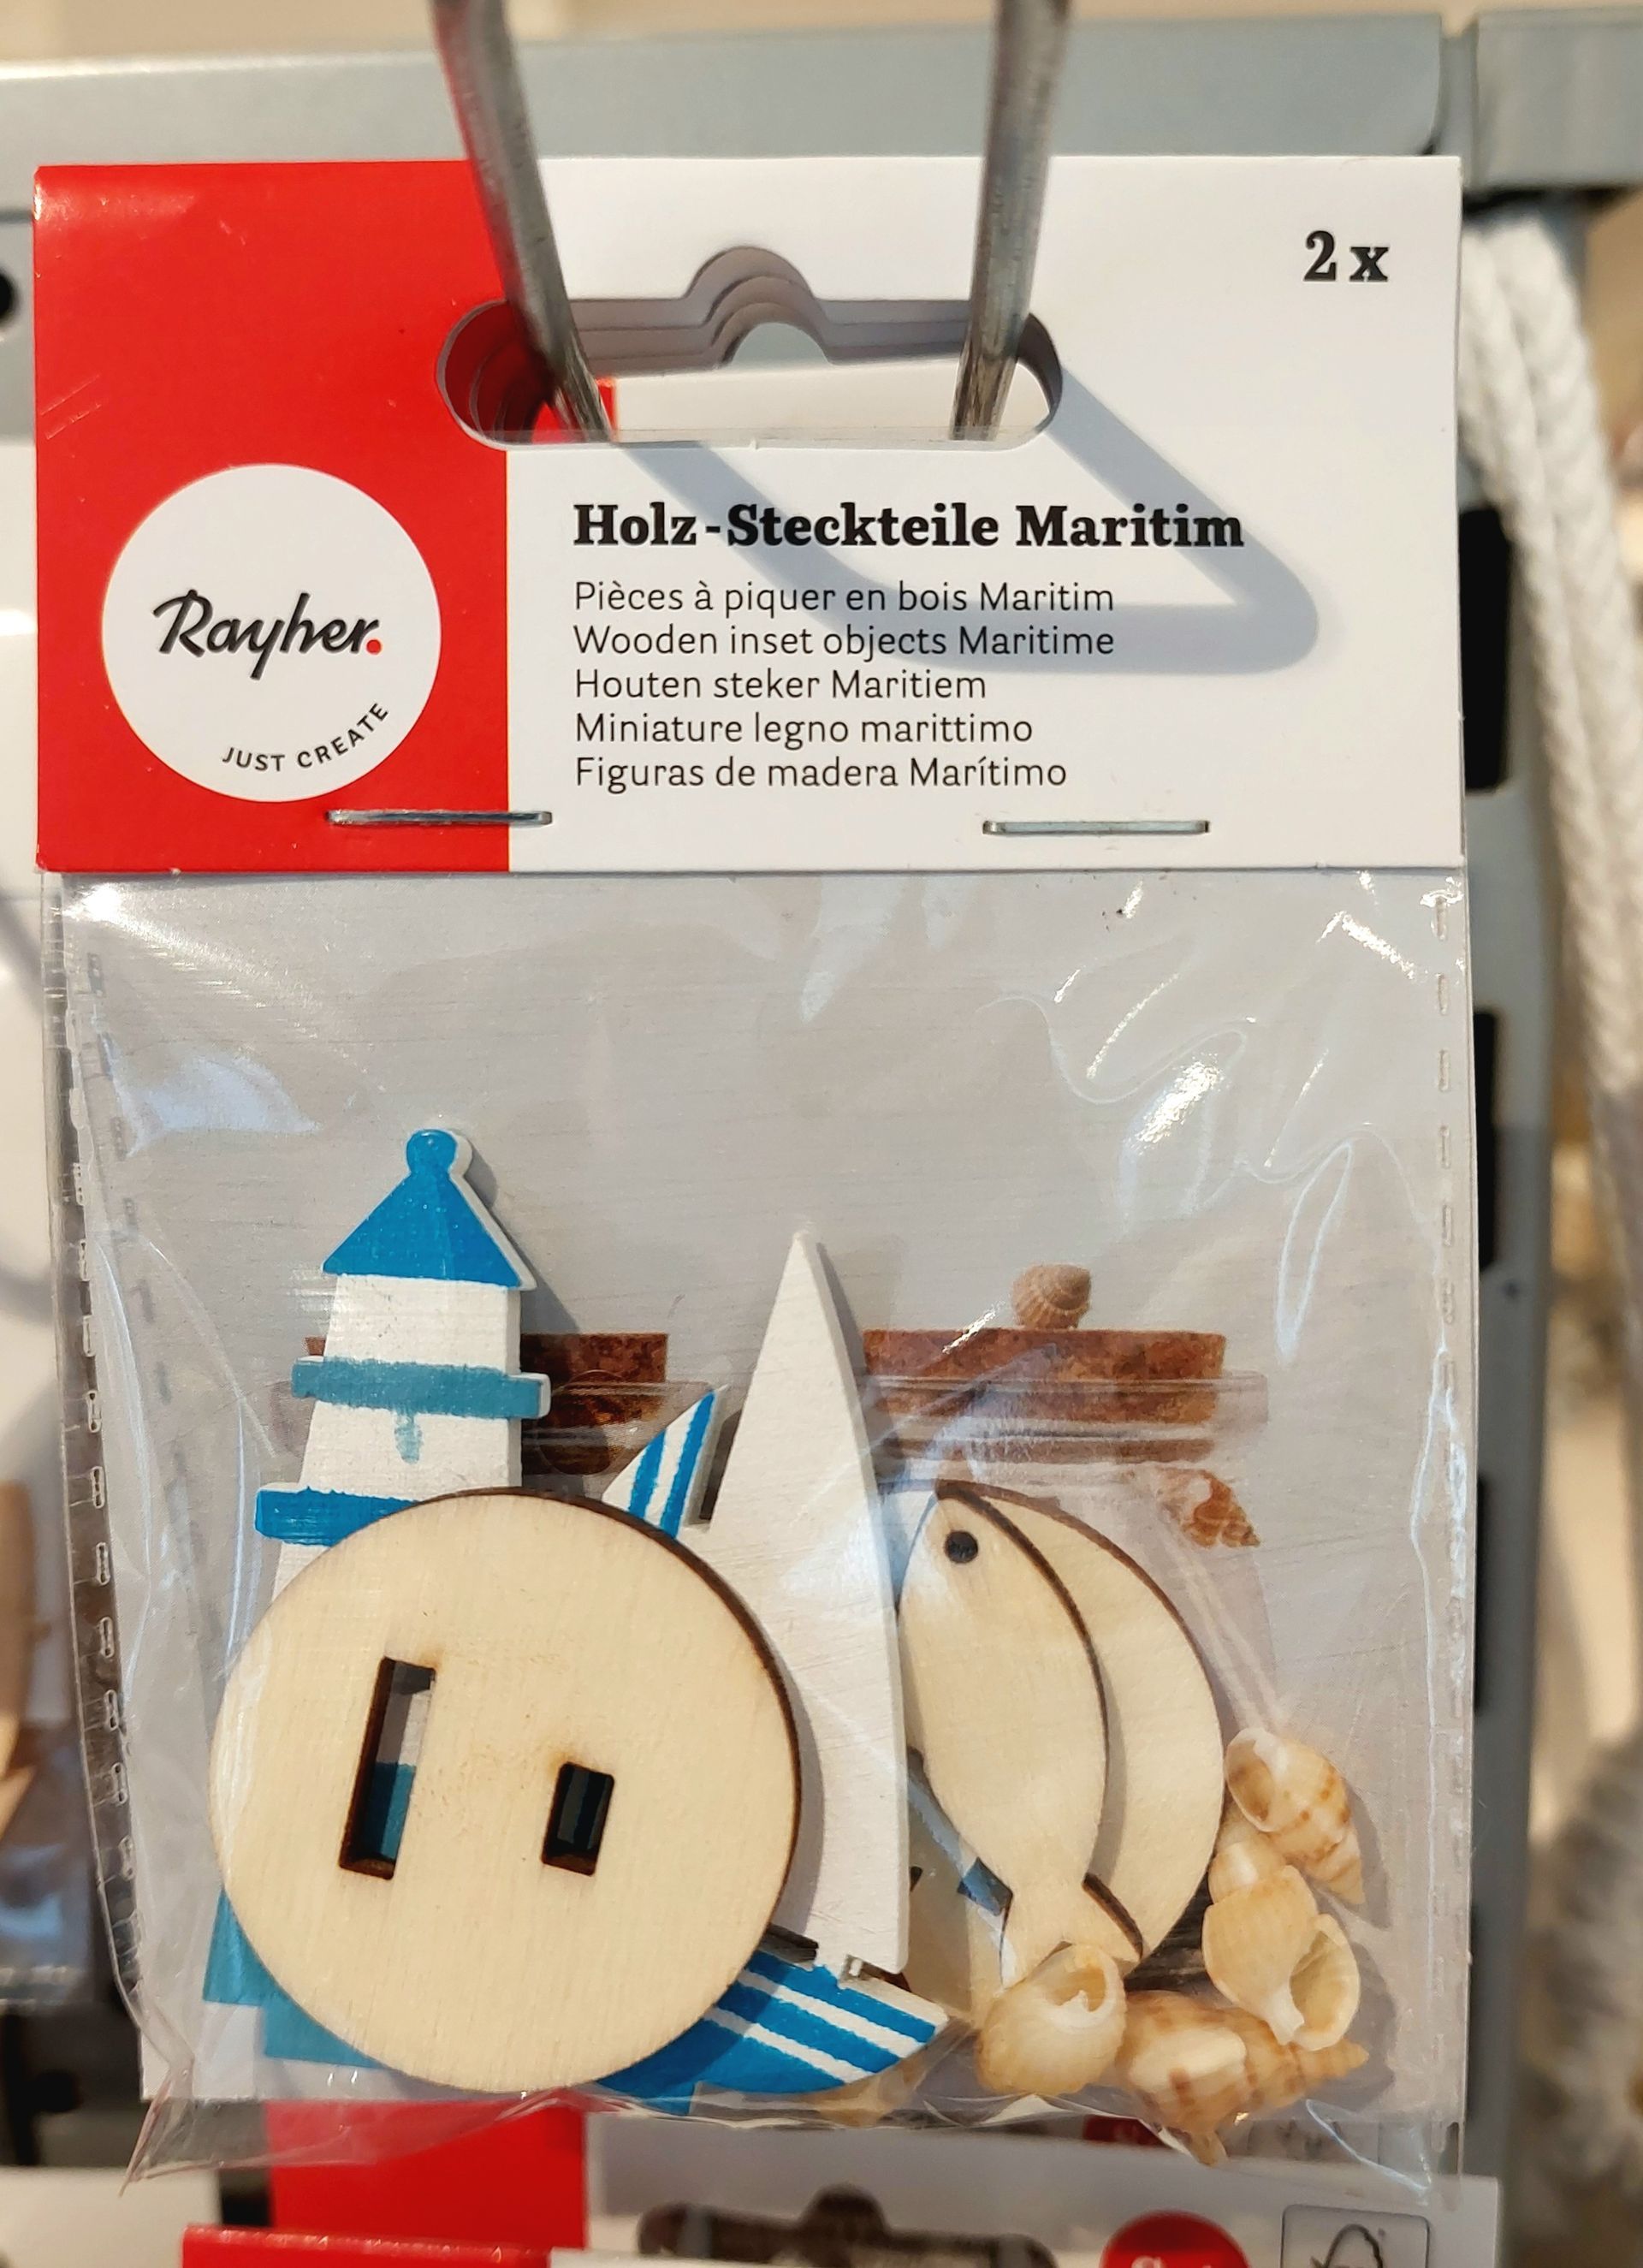 2 x
Rayher.
JUST CREATE
Holz-Steckteile Maritim
Pièces à piquer en bois Maritim
Wooden inset objects Maritime
Houten steker Maritiem
Miniature legno marittimo
Figuras de madera Marítimo